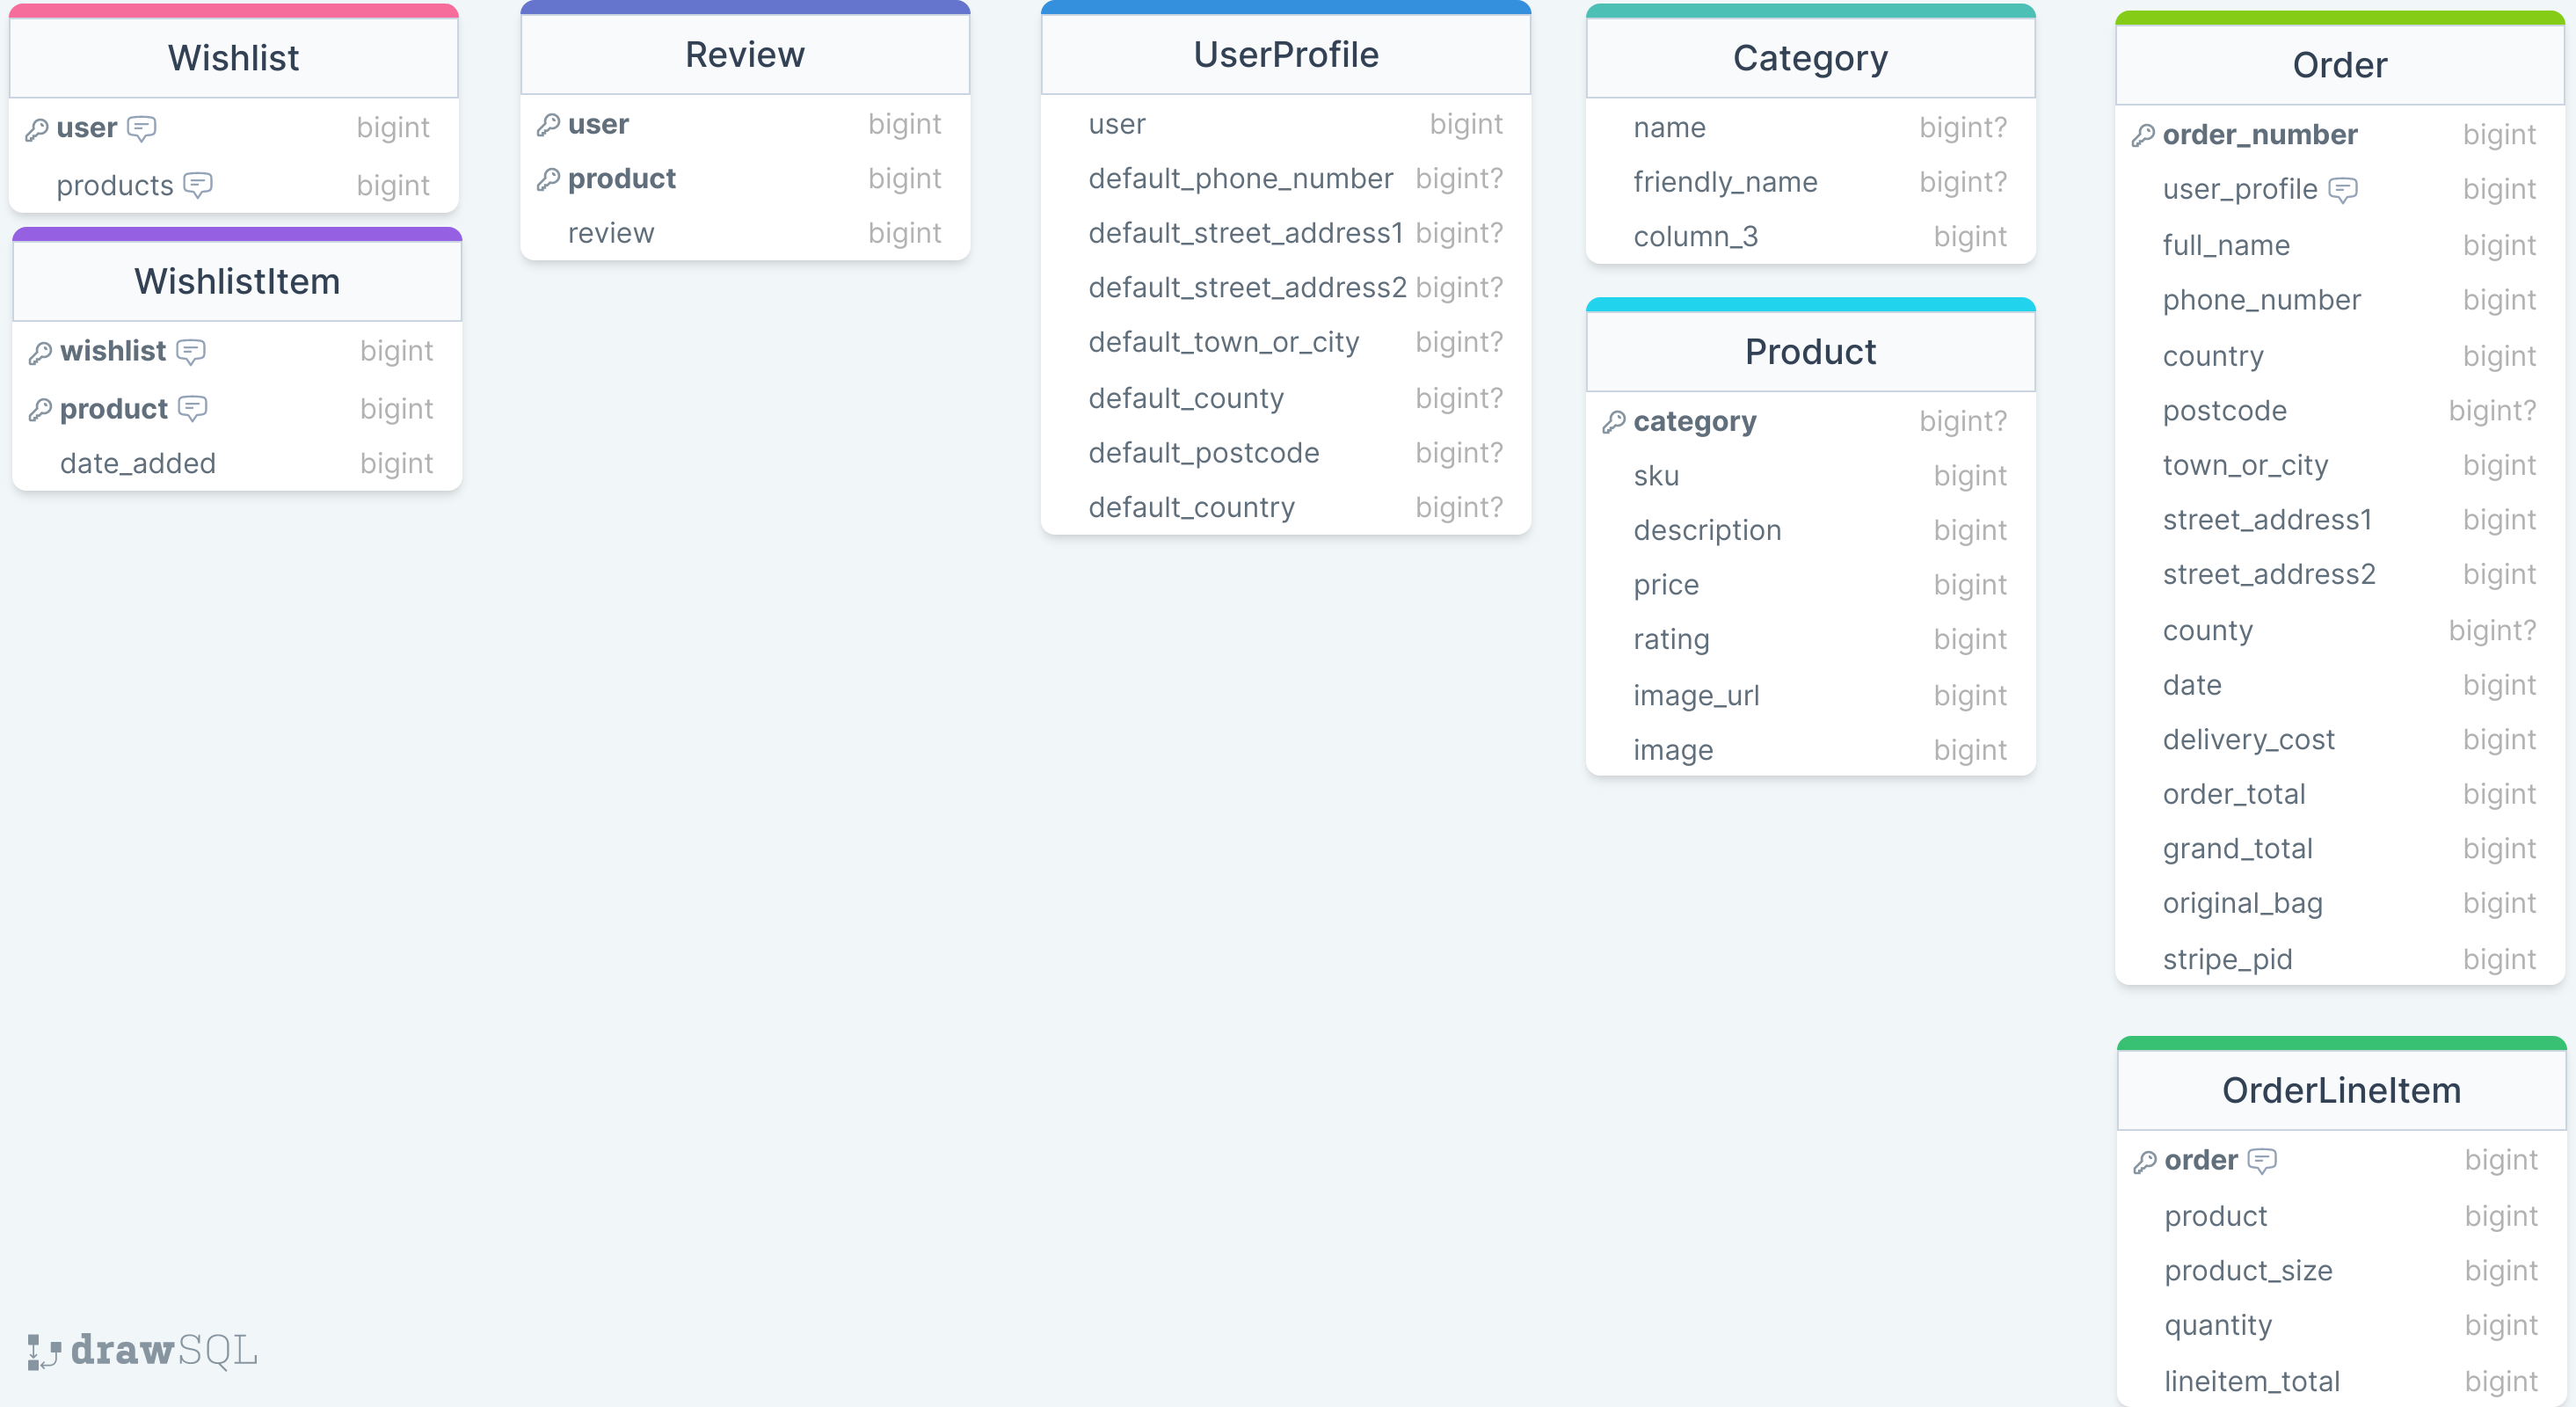 Wishlist
user bigint
products bigint
WishlistItem
wishlist bigint
product bigint
date_added bigint
Review
user bigint
product bigint
review bigint
UserProfile
user bigint
default_phone_number bigint?
default_street_address1 bigint?
default_street_address2 bigint?
default_town_or_city bigint?
default_county bigint?
default_postcode bigint?
default_country bigint?
Category
name bigint?
friendly_name bigint?
column_3 bigint
Product
category bigint?
sku bigint
description bigint
price bigint
rating bigint
image_url bigint
image bigint
Order
order_number bigint
user_profile bigint
full_name bigint
phone_number bigint
country bigint
postcode bigint?
town_or_city bigint
street_address1 bigint
street_address2 bigint
county bigint?
date bigint
delivery_cost bigint
order_total bigint
grand_total bigint
original_bag bigint
stripe_pid bigint
OrderLineItem
order bigint
product bigint
product_size bigint
quantity bigint
lineitem_total bigint
drawSQL